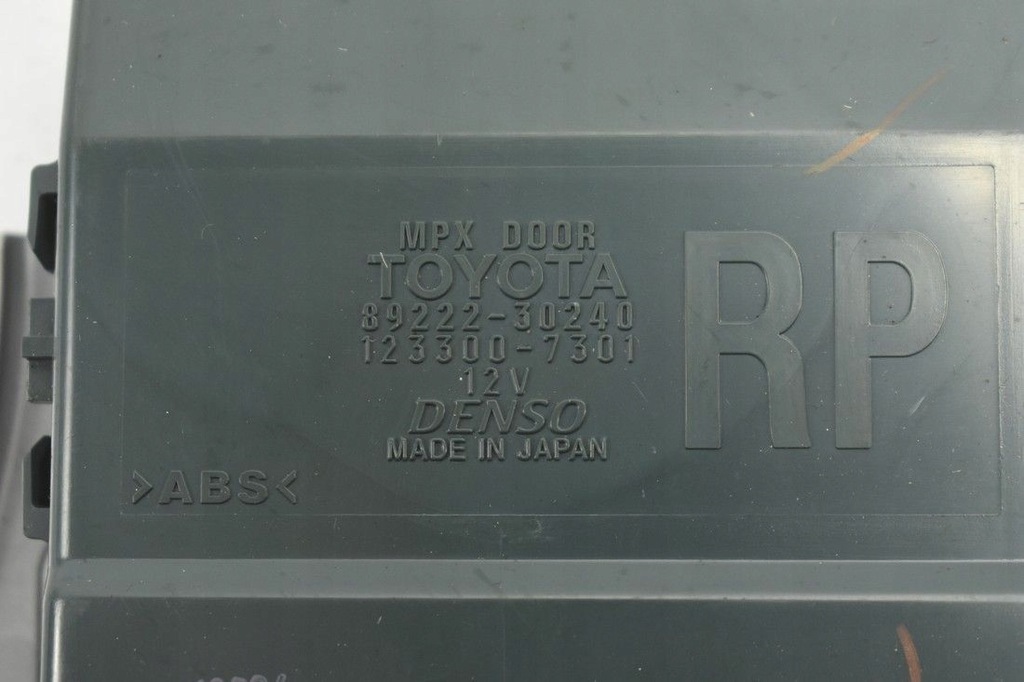 MPX DOOR
TOYOTA
89222-30240
123300-7301
12V
DENSO
MADE IN JAPAN
RP
>ABS<